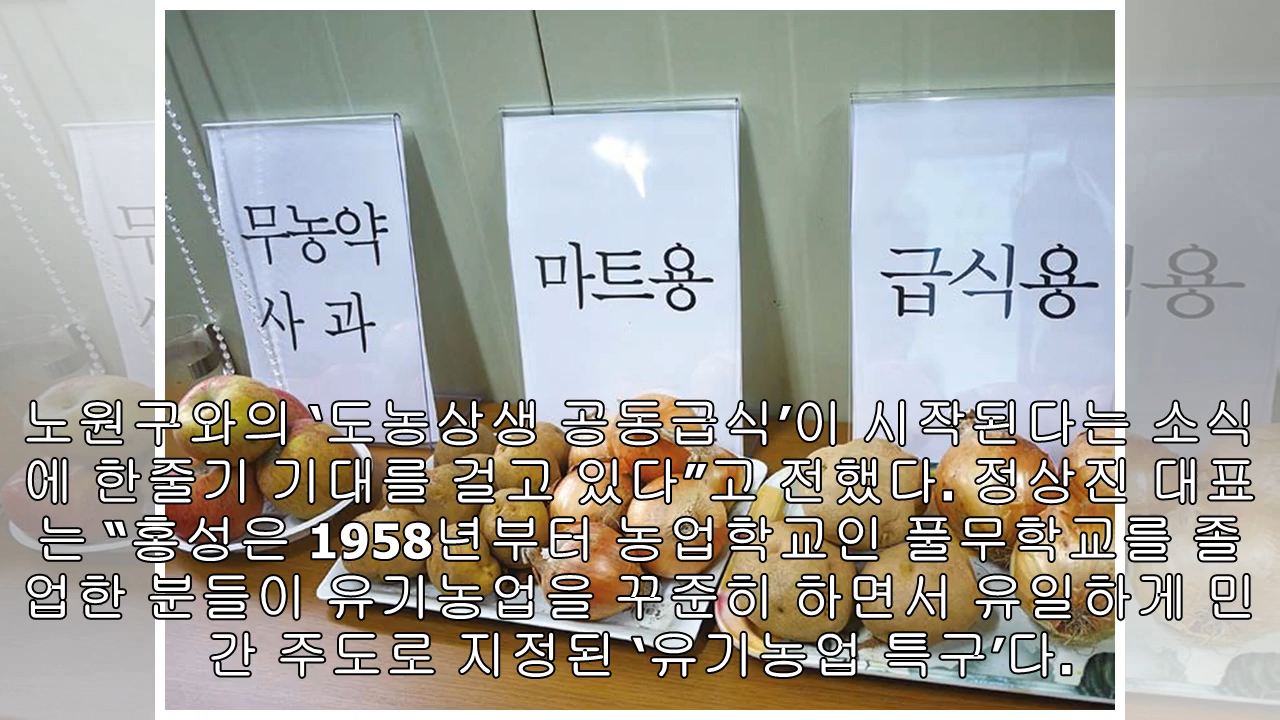 무농약
사과
마트용
급식용
노원구와의 ‘도농상생 공동급식’이 시작된다는 소식
에 한줄기 기대를 걸고 있다”고 전했다. 정상진 대표
는 “홍성은 1958년부터 농업학교인 풀무학교를 졸
업한 분들이 유기농업을 꾸준히 하면서 유일하게 민
간 주도로 지정된 ‘유기농업 특구’다.